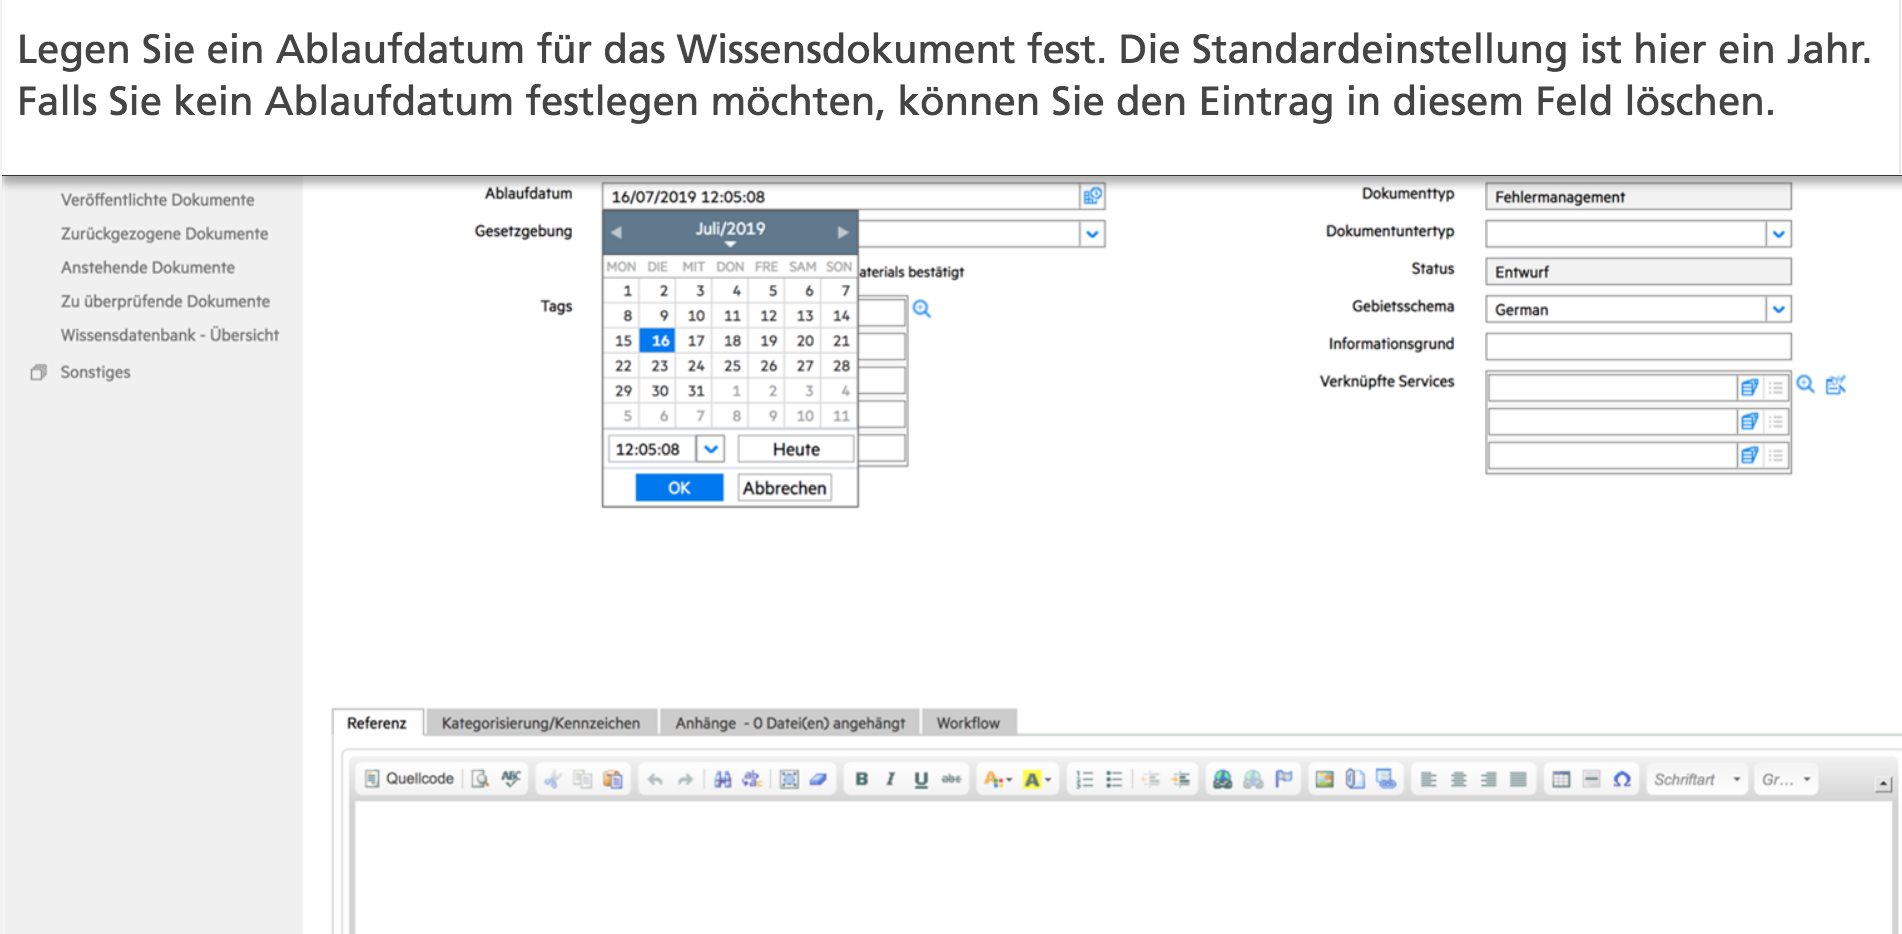 Legen Sie ein Ablaufdatum für das Wissensdokument fest. Die Standardeinstellung ist hier ein Jahr.
Falls Sie kein Ablaufdatum festlegen möchten, können Sie den Eintrag in diesem Feld löschen.
Veröffentlichte Dokumente
Zurückgezogene Dokumente
Anstehende Dokumente
Zu überprüfende Dokumente
Wissensdatenbank - Übersicht
Sonstiges
Ablaufdatum 16/07/2019 12:05:08
Gesetzgebung
Juli/2019
MON DIE MIT DON FRE SAM SON
1 2 3 4 5 6 7
8 9 10 11 12 13 14
15 16 17 18 19 20 21
22 23 24 25 26 27 28
29 30 31 1 2 3 4
5 6 7 8 9 10 11
12:05:08 Heute
OK Abbrechen
aterials bestätigt
Tags
Dokumenttyp Fehlermanagement
Dokumentuntertyp
Status Entwurf
Gebietsschema German
Informationsgrund
Verknüpfte Services
Referenz Kategorisierung/Kennzeichen Anhänge - 0 Datei(en) angehängt Workflow
Quellcode ABC B I U abc A A Ω Schriftart Gr...